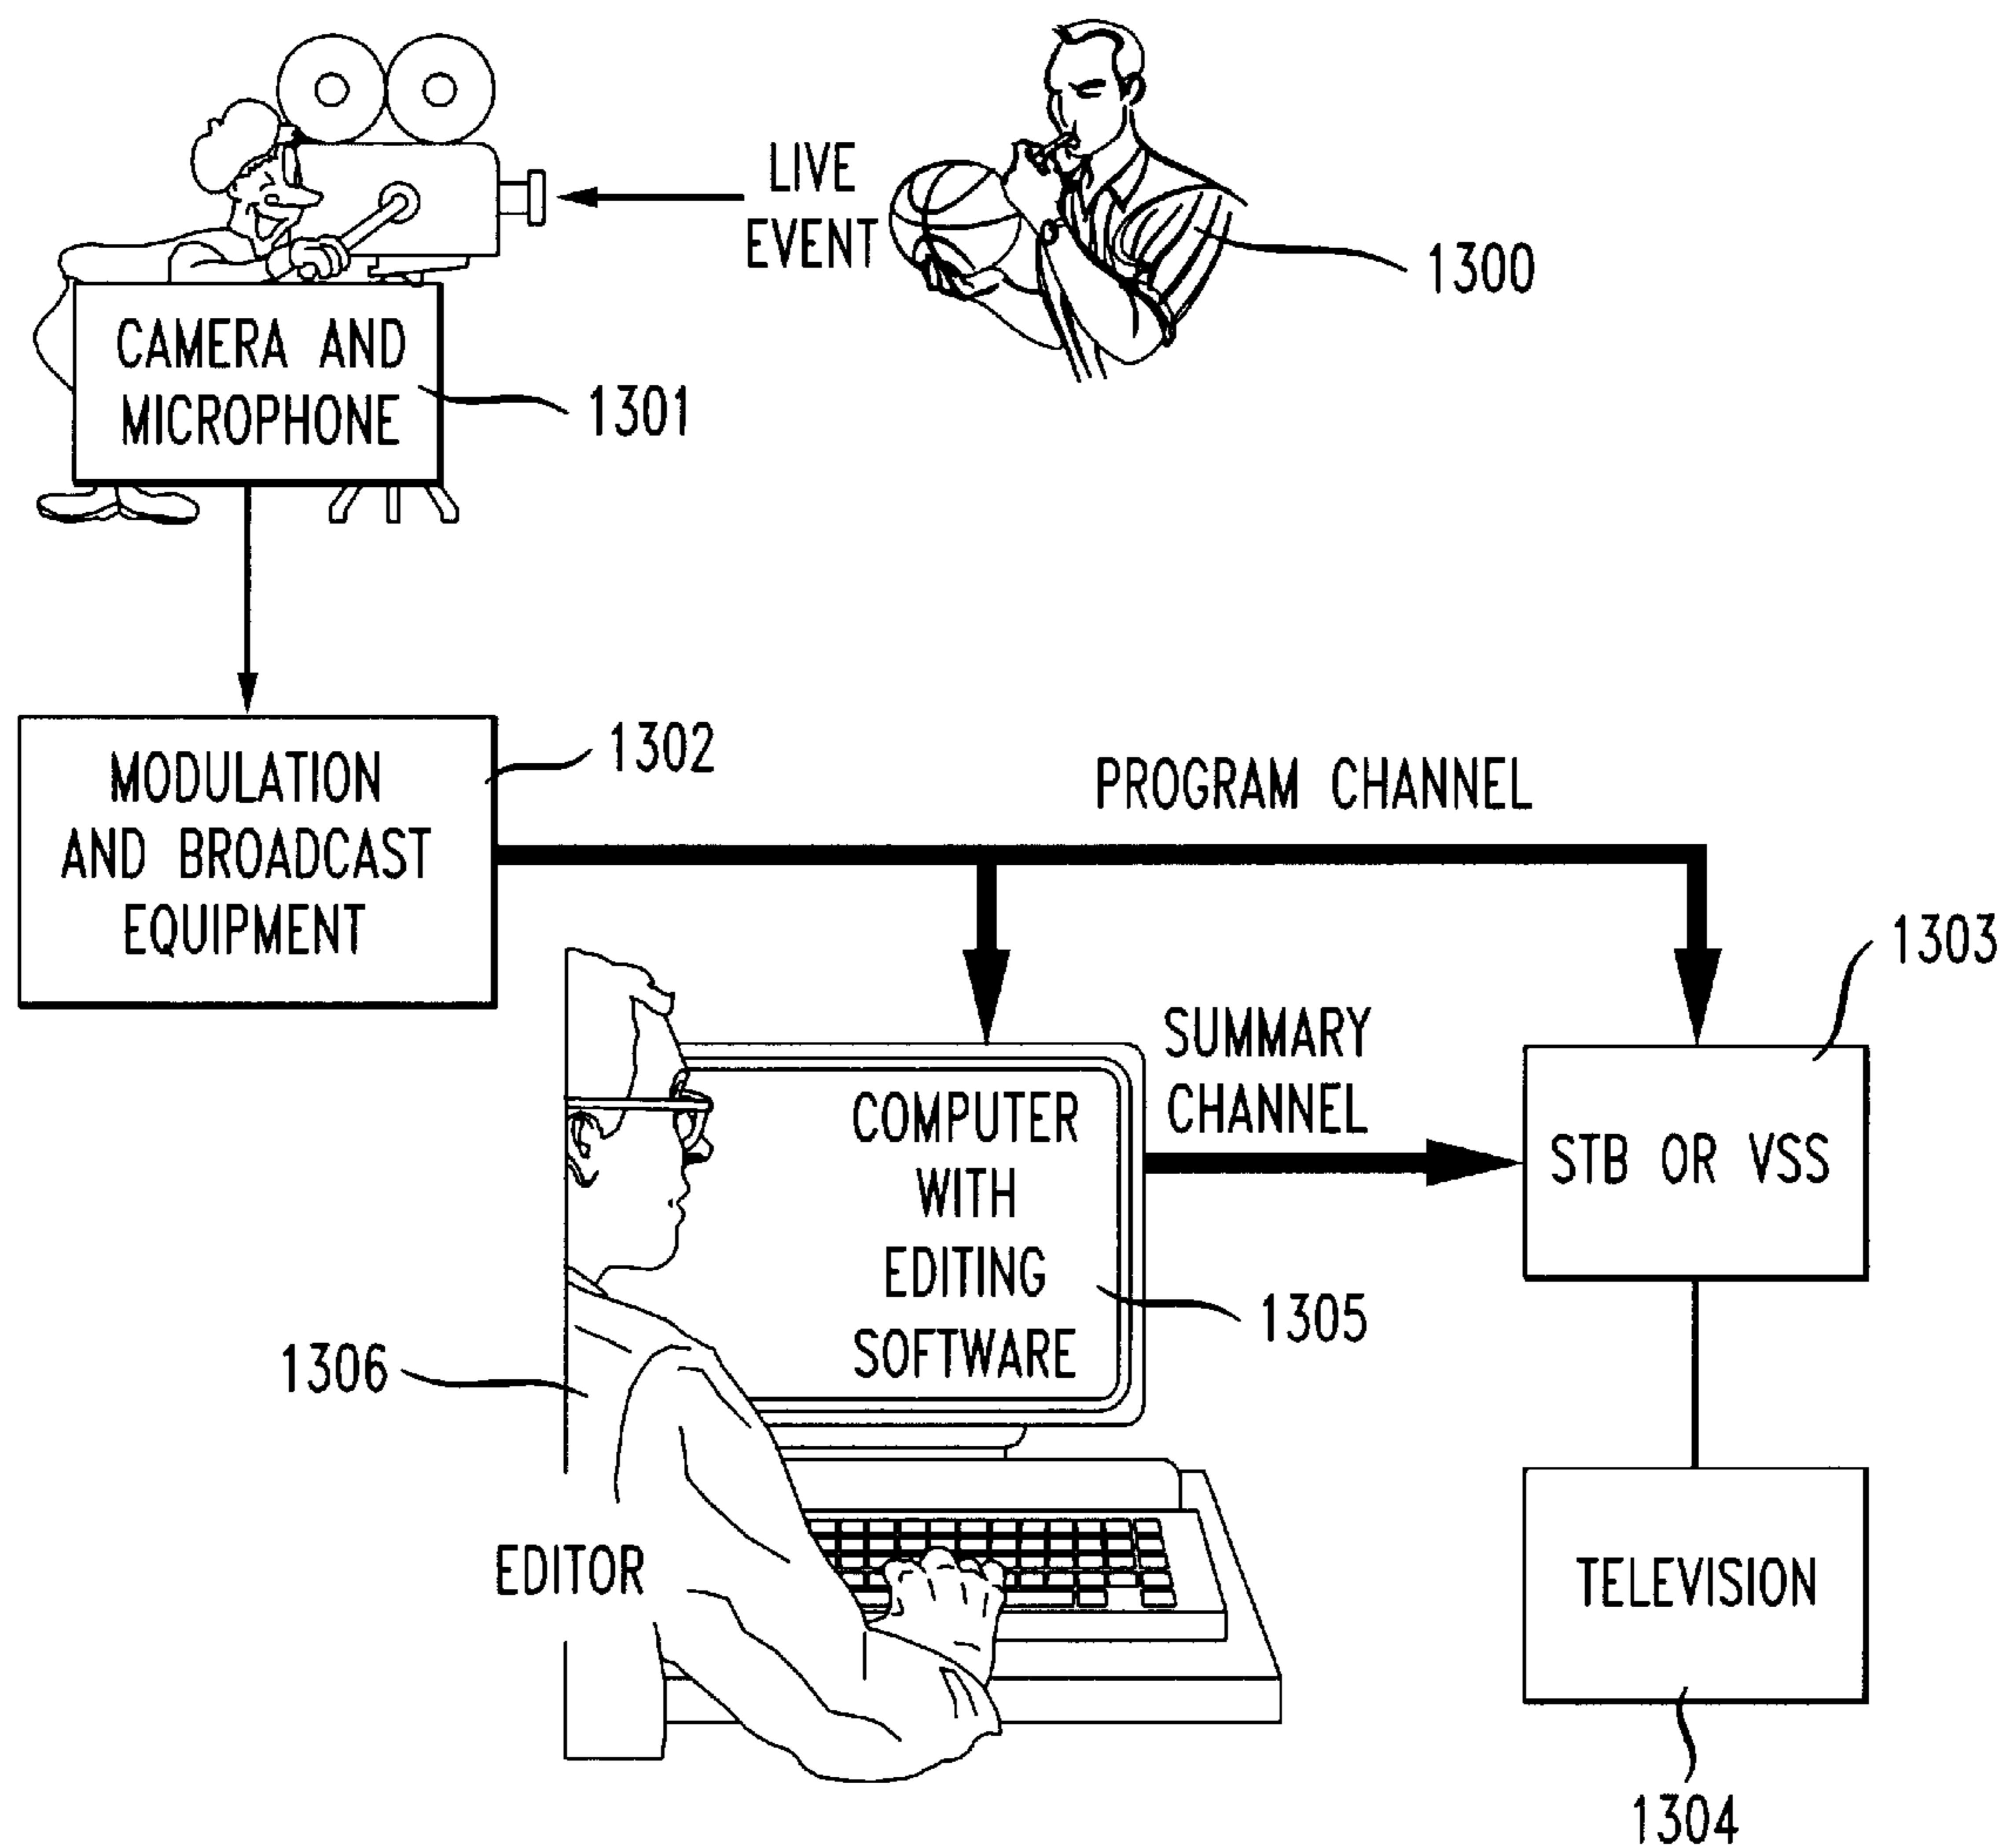 LIVE
EVENT
1300
CAMERA AND
MICROPHONE
1301
MODULATION
AND BROADCAST
EQUIPMENT
1302
PROGRAM CHANNEL
1303
SUMMARY
CHANNEL
COMPUTER
WITH
EDITING
SOFTWARE
STB OR VSS
1305
1306
EDITOR
TELEVISION
1304